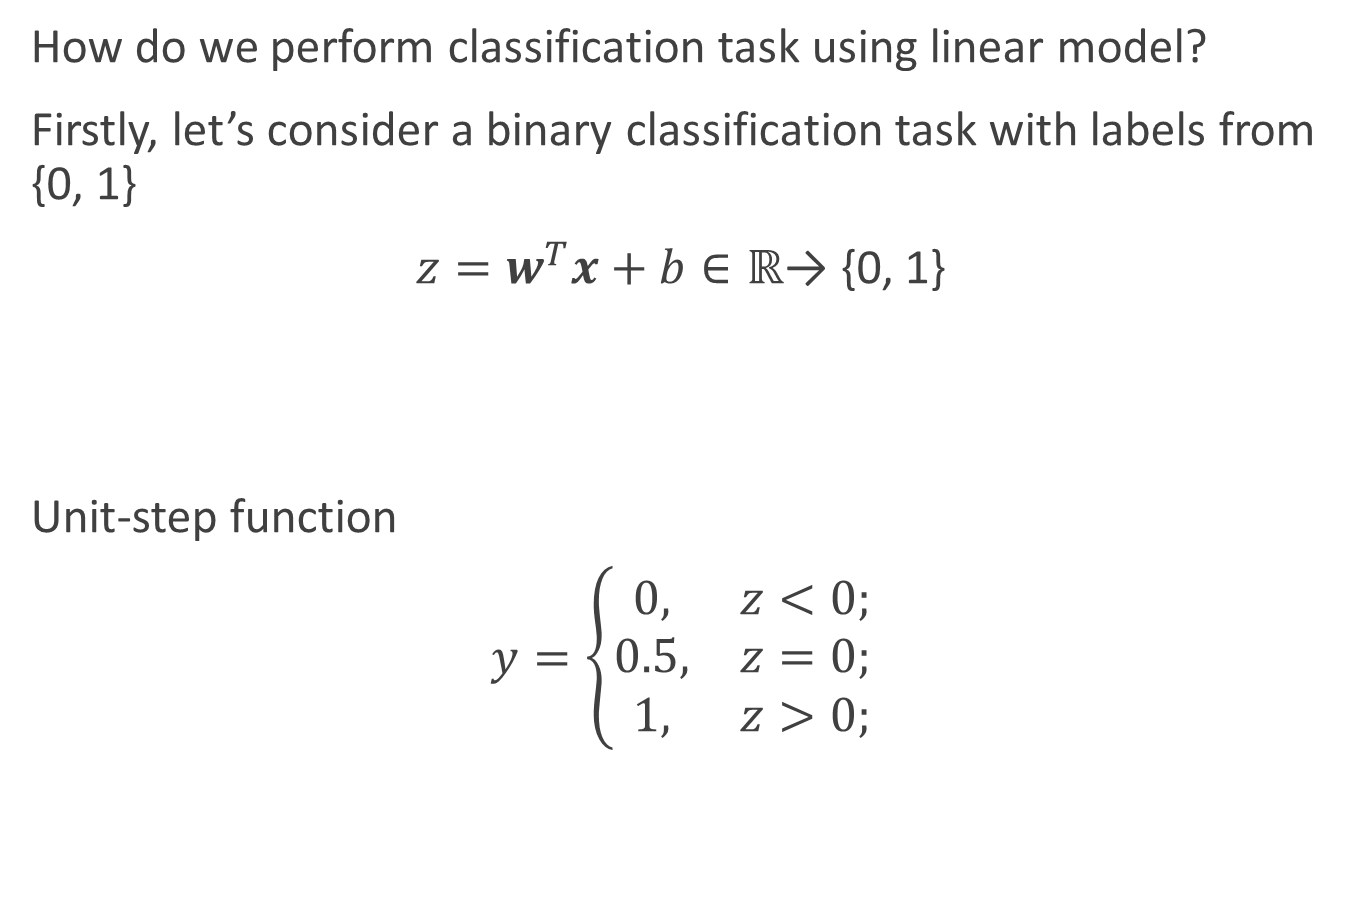 How do we perform classification task using linear model?
Firstly, let’s consider a binary classification task with labels from
{0, 1}
z = wᵀx + b ∈ ℝ→ {0, 1}
Unit-step function
y = { 0, z < 0;
0.5, z = 0;
1, z > 0;